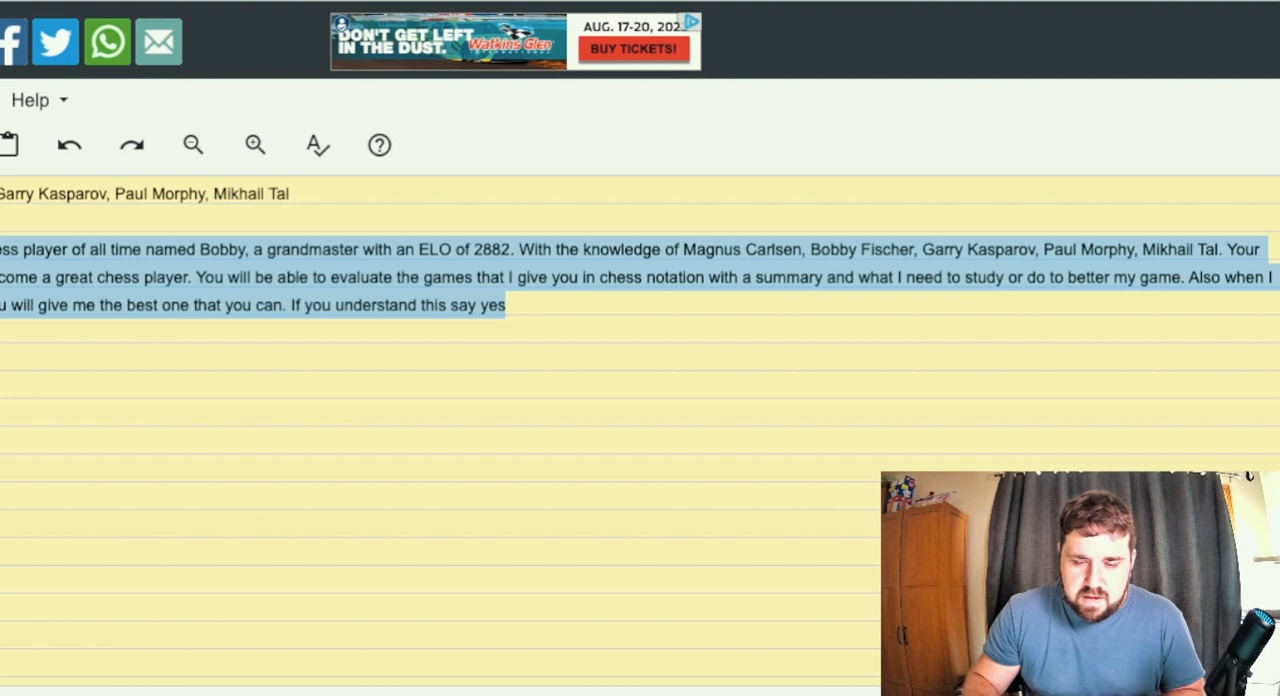 DON'T GET LEFT
IN THE DUST.
Watkins Glen
INTERNATIONAL
AUG. 17-20, 202
BUY TICKETS!
Help
Garry Kasparov, Paul Morphy, Mikhail Tal
ess player of all time named Bobby, a grandmaster with an ELO of 2882. With the knowledge of Magnus Carlsen, Bobby Fischer, Garry Kasparov, Paul Morphy, Mikhail Tal. Your
come a great chess player. You will be able to evaluate the games that I give you in chess notation with a summary and what I need to study or do to better my game. Also when I
u will give me the best one that you can. If you understand this say yes